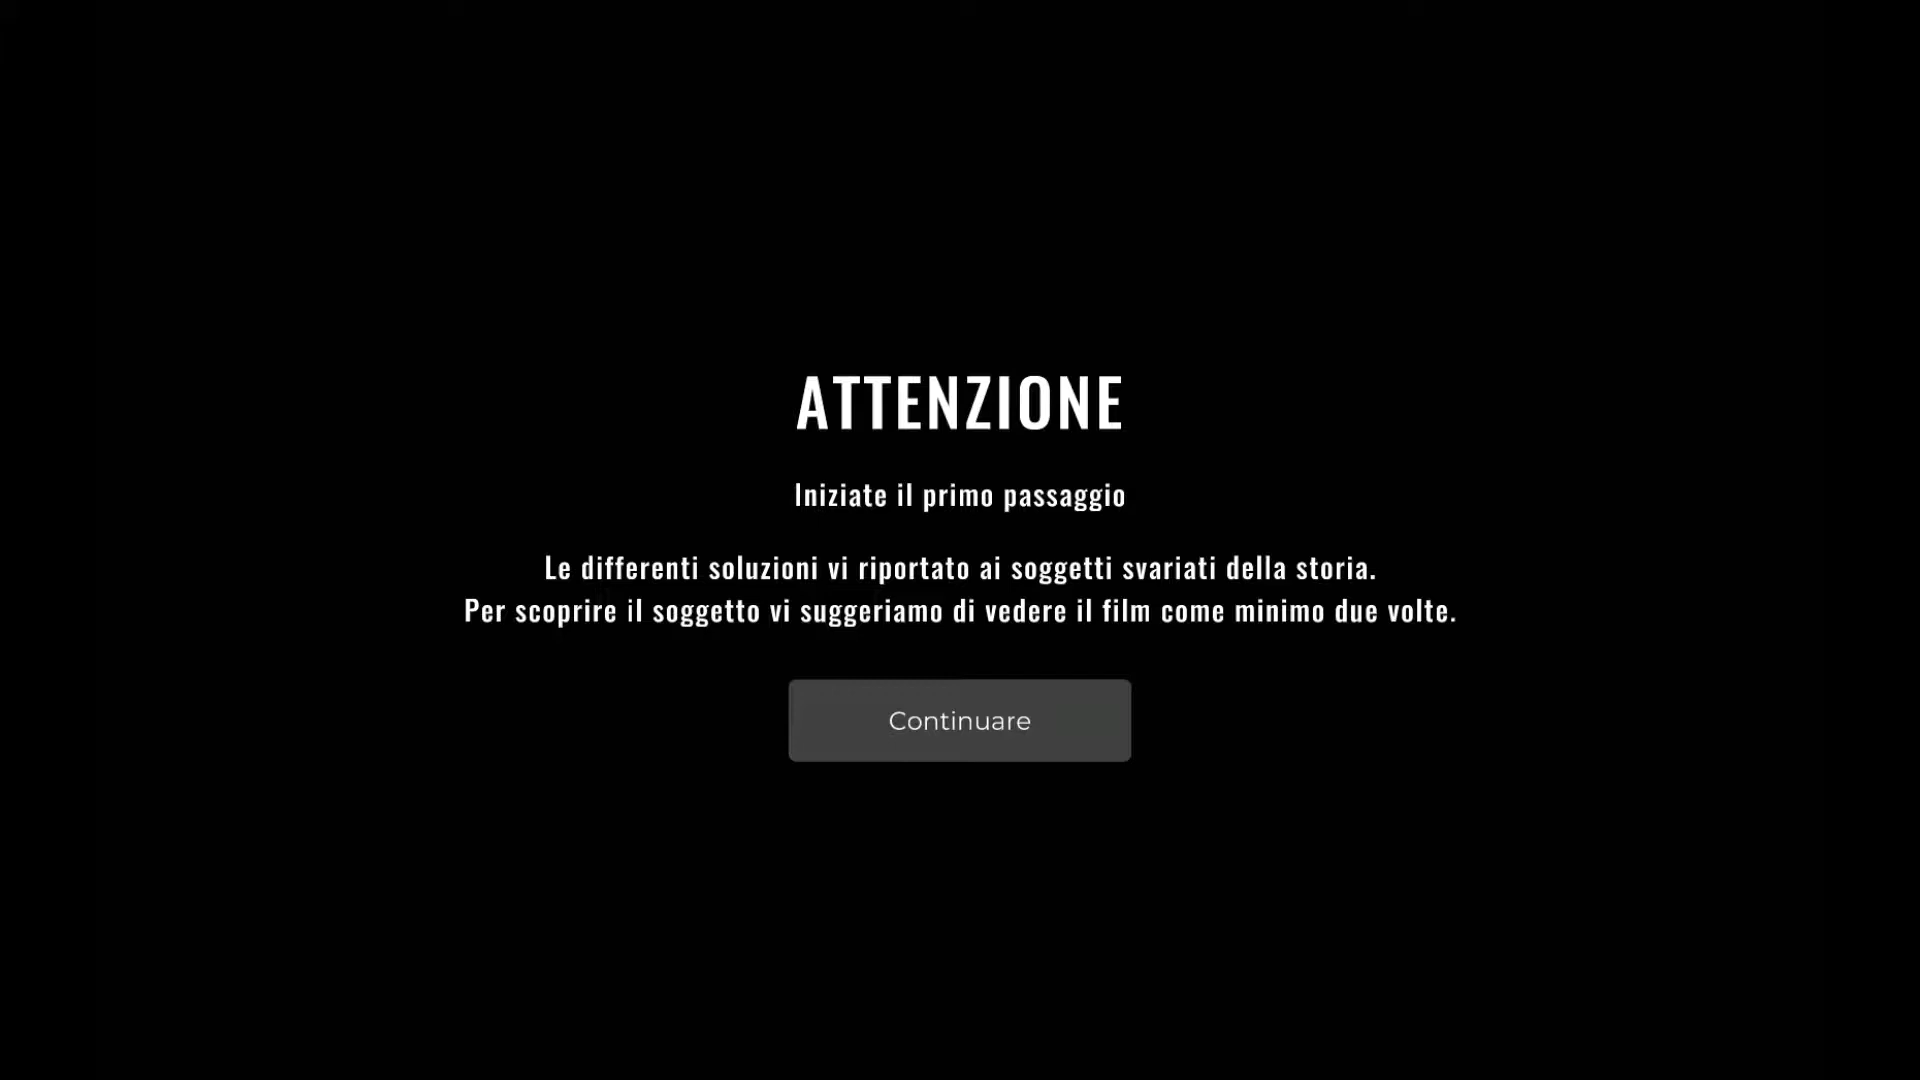 ATTENZIONE
Iniziate il primo passaggio
Le differenti soluzioni vi riportato ai soggetti svariati della storia.
Per scoprire il soggetto vi suggeriamo di vedere il film come minimo due volte.
Continuare